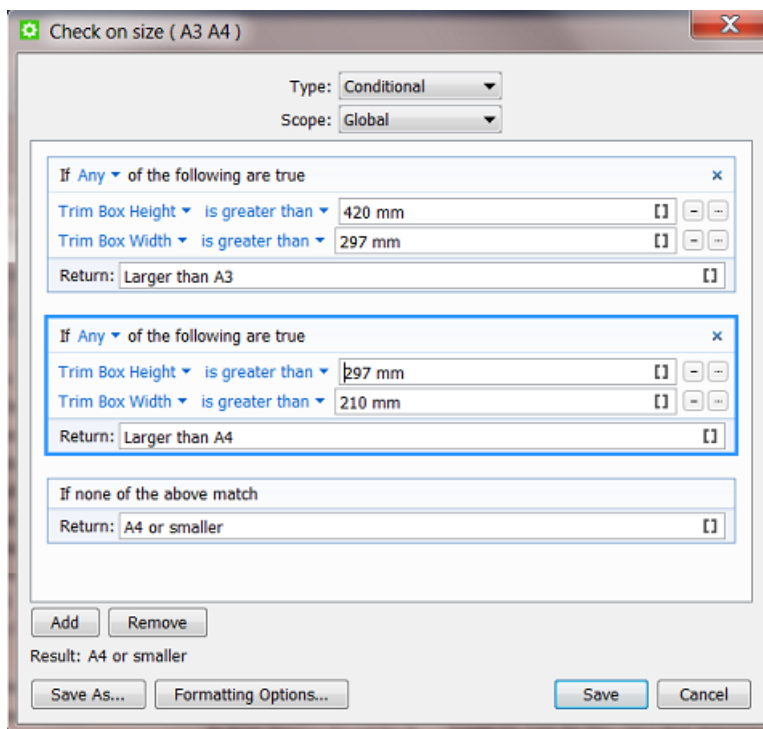 Check on size ( A3 A4 )
Type: Conditional
Scope: Global
If Any of the following are true
Trim Box Height is greater than 420 mm
Trim Box Width is greater than 297 mm
Return: Larger than A3
If Any of the following are true
Trim Box Height is greater than 297 mm
Trim Box Width is greater than 210 mm
Return: Larger than A4
If none of the above match
Return: A4 or smaller
Add Remove
Result: A4 or smaller
Save As... Formatting Options... Save Cancel